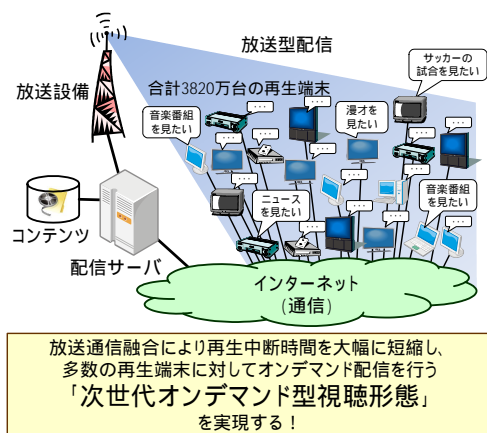 放送型配信
サッカーの
試合を見たい
放送設備
合計3820万台の再生端末
音楽番組
を見たい
漫才を
見たい
ニュース
を見たい
音楽番組
を見たい
コンテンツ
配信サーバ
インターネット
(通信)
放送通信融合により再生中断時間を大幅に短縮し、
多数の再生端末に対してオンデマンド配信を行う
「次世代オンデマンド型視聴形態」
を実現する！